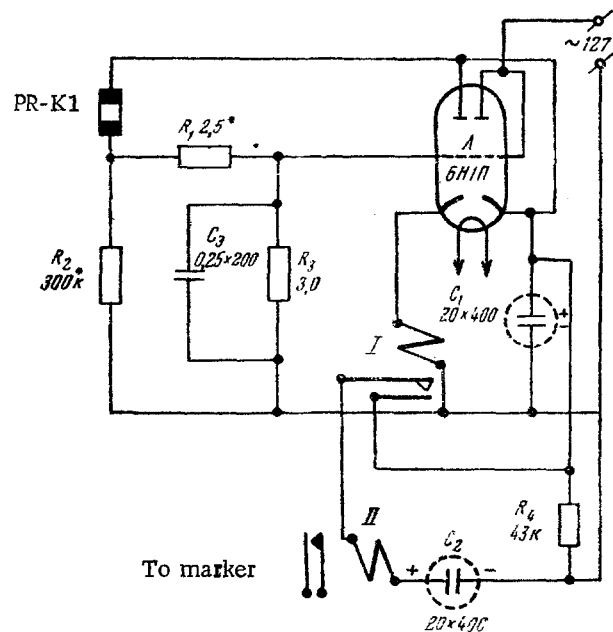 ~127
PR-K1
R₁ 2,5*
Л
6Н1П
C₃
0,25×200
R₂
300к*
R₃
3,0
C₁
20×400
+
−
I
II
R₄
43к
C₂
+ −
To marker
20×400